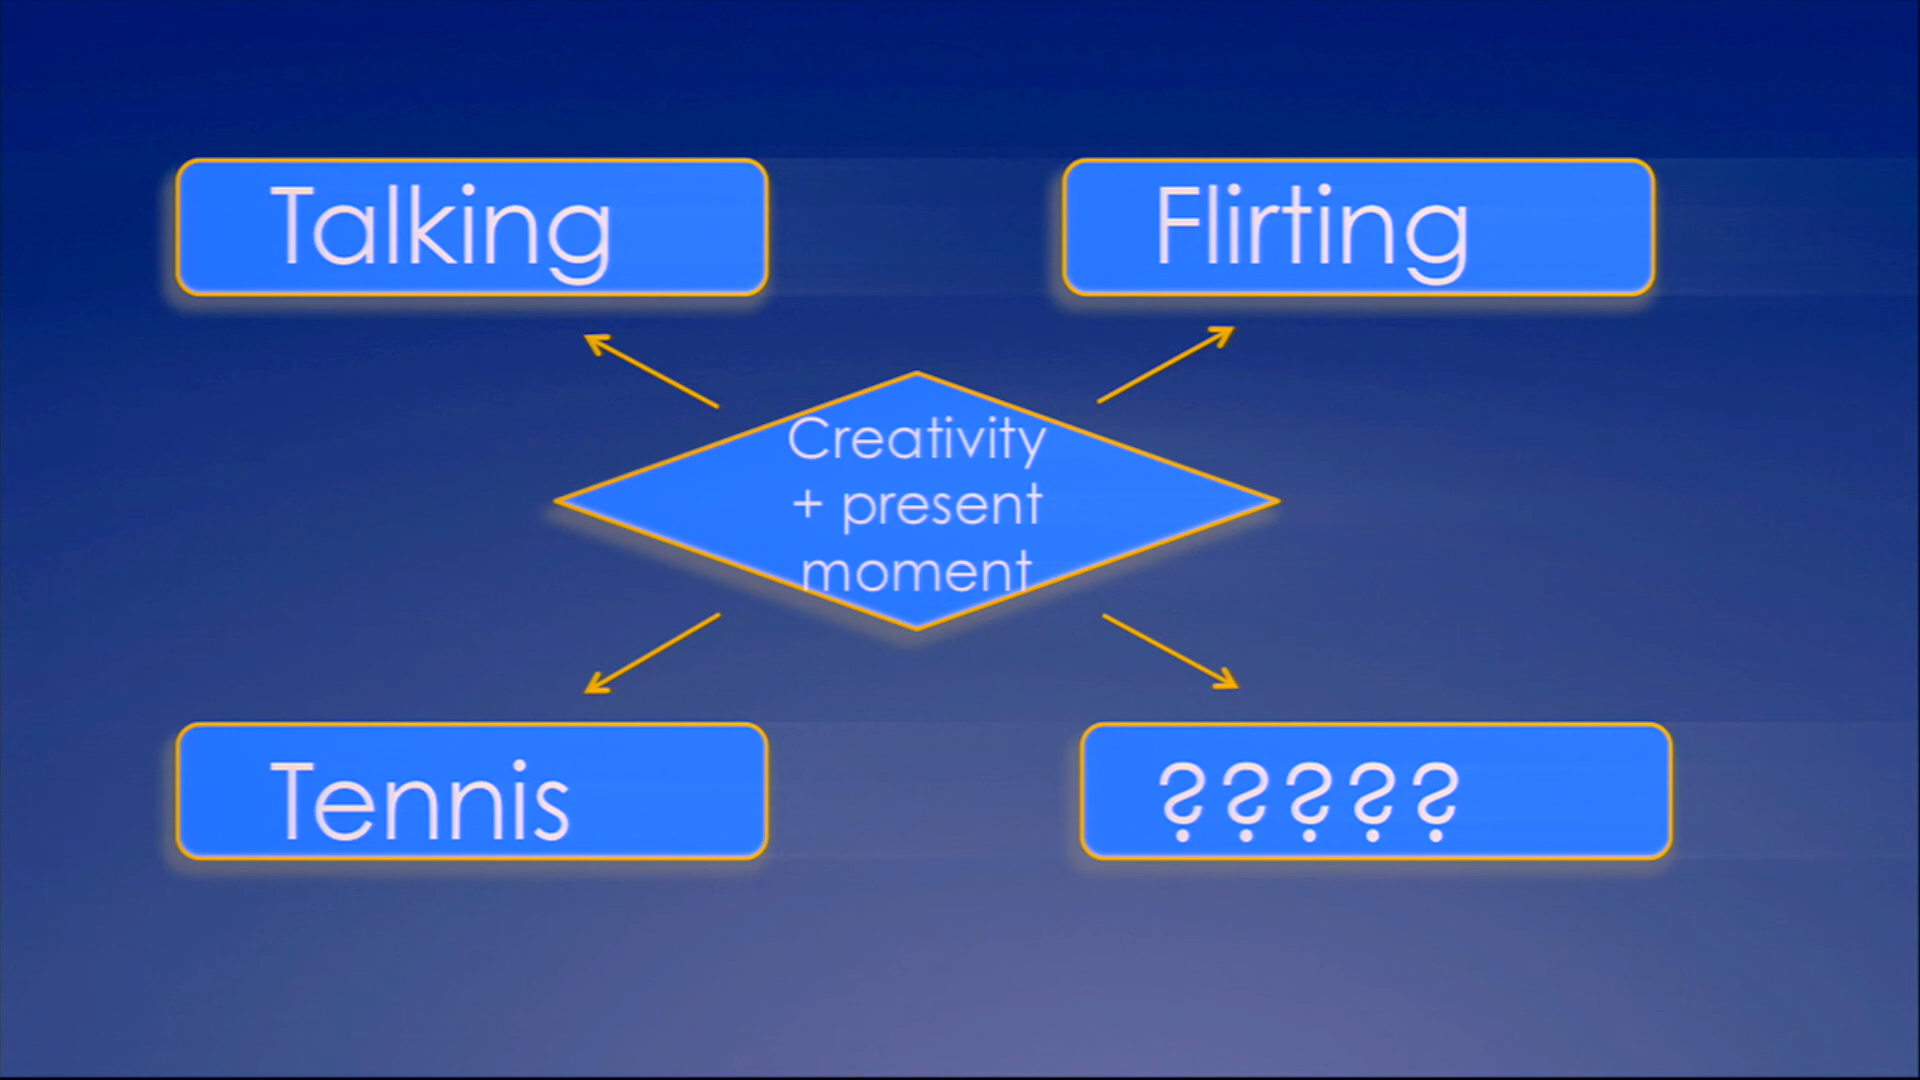 Talking
Flirting
Creativity
+ present
moment
Tennis
?????